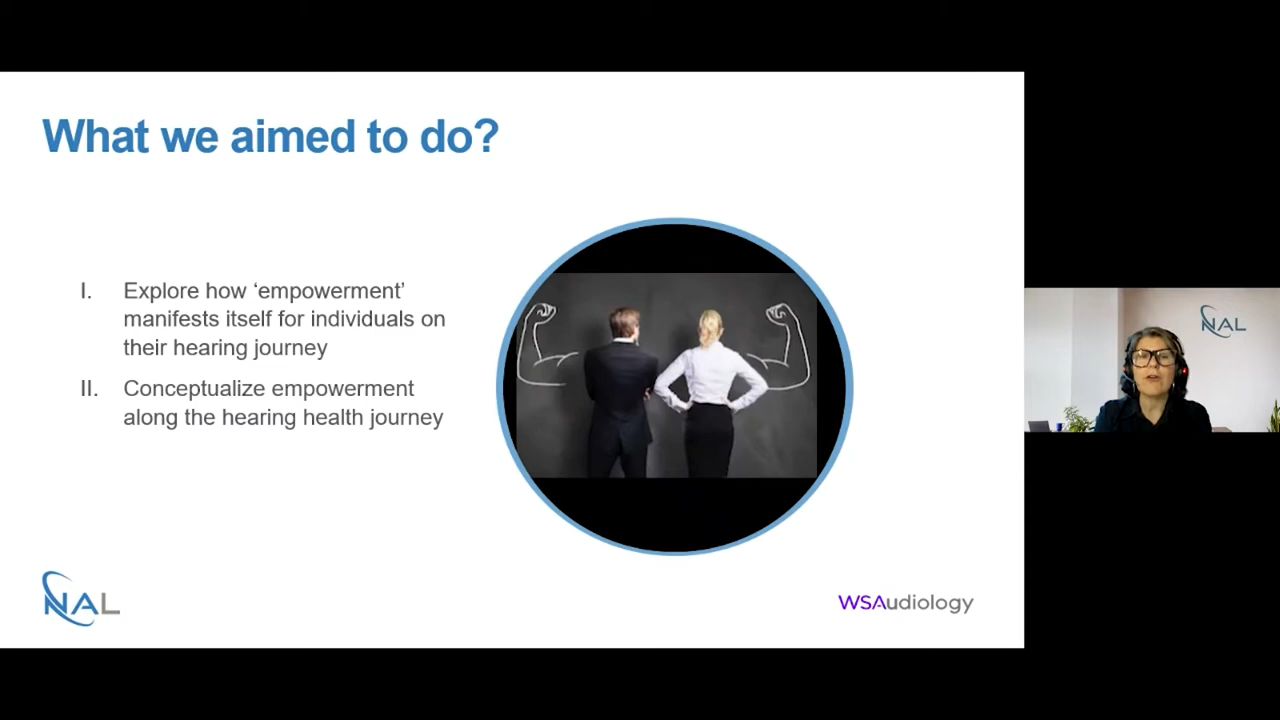 What we aimed to do?
I. Explore how ‘empowerment’
manifests itself for individuals on
their hearing journey
II. Conceptualize empowerment
along the hearing health journey
NAL
WSAudiology
NAL